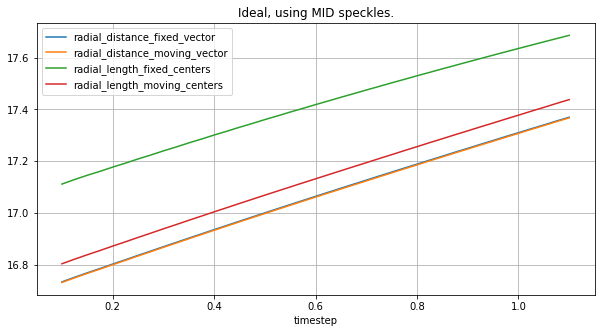 Ideal, using MID speckles.
radial_distance_fixed_vector
radial_distance_moving_vector
radial_length_fixed_centers
radial_length_moving_centers
17.6
17.4
17.2
17.0
16.8
0.2 0.4 0.6 0.8 1.0
timestep